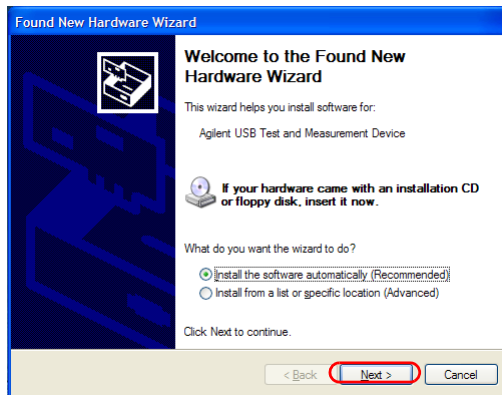 Found New Hardware Wizard
Welcome to the Found New
Hardware Wizard
This wizard helps you install software for:
Agilent USB Test and Measurement Device
If your hardware came with an installation CD
or floppy disk, insert it now.
What do you want the wizard to do?
Install the software automatically (Recommended)
Install from a list or specific location (Advanced)
Click Next to continue.
< Back
Next >
Cancel